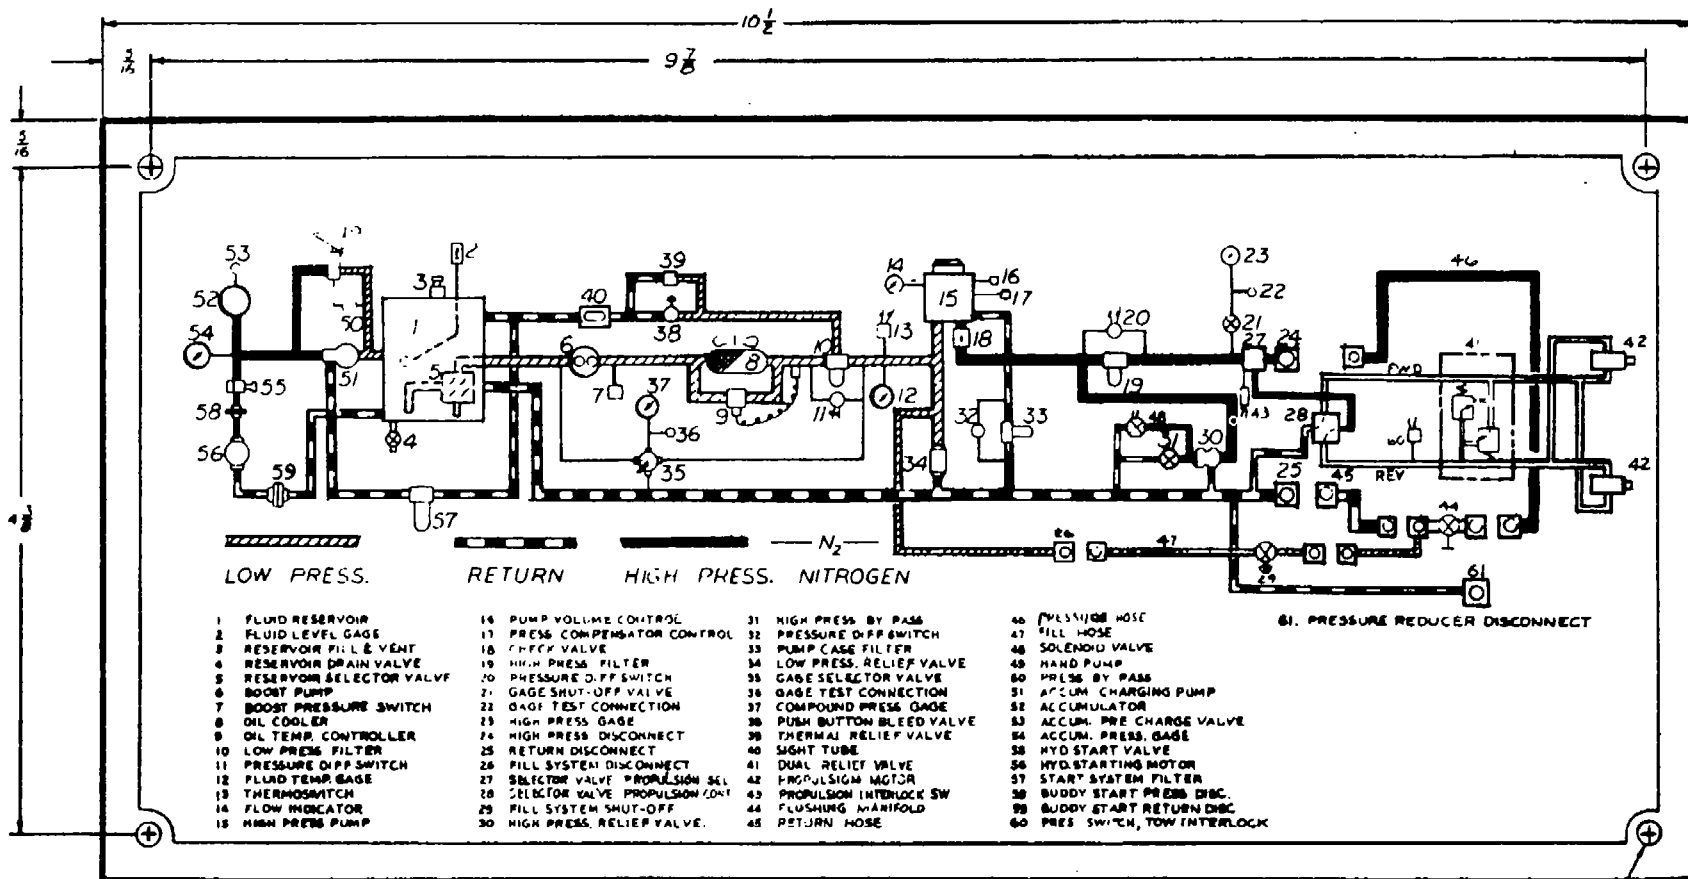 10 1/2
5/16
9 7/8
5/16
4 3/8
53
52
54
50
51
55
58
56
59
57
1
2
3
4
5
6
7
8
9
10
11
12
13
14
15
16
17
18
19
20
21
22
23
24
25
26
27
28
29
30
32
33
34
35
36
37
38
39
40
41
42
42
43
44
45
46
47
48
60
61
FWD
REV
N2
LOW PRESS.
RETURN
HIGH PRESS.
NITROGEN
1 FLUID RESERVOIR
2 FLUID LEVEL GAGE
3 RESERVOIR FILL & VENT
4 RESERVOIR DRAIN VALVE
5 RESERVOIR SELECTOR VALVE
6 BOOST PUMP
7 BOOST PRESSURE SWITCH
8 OIL COOLER
9 OIL TEMP. CONTROLLER
10 LOW PRESS FILTER
11 PRESSURE DIFF SWITCH
12 FLUID TEMP. GAGE
13 THERMOSWITCH
14 FLOW INDICATOR
15 HIGH PRESS PUMP
16 PUMP VOLUME CONTROL
17 PRESS COMPENSATOR CONTROL
18 CHECK VALVE
19 HIGH PRESS FILTER
20 PRESSURE DIFF SWITCH
21 GAGE SHUT-OFF VALVE
22 GAGE TEST CONNECTION
23 HIGH PRESS GAGE
24 HIGH PRESS DISCONNECT
25 RETURN DISCONNECT
26 FILL SYSTEM DISCONNECT
27 SELECTOR VALVE PROPULSION SEL
28 SELECTOR VALVE PROPULSION CONT
29 FILL SYSTEM SHUT-OFF
30 HIGH PRESS. RELIEF VALVE.
31 HIGH PRESS BY PASS
32 PRESSURE DIFF SWITCH
33 PUMP CASE FILTER
34 LOW PRESS. RELIEF VALVE
35 GAGE SELECTOR VALVE
36 GAGE TEST CONNECTION
37 COMPOUND PRESS GAGE
38 PUSH BUTTON BLEED VALVE
39 THERMAL RELIEF VALVE
40 SIGHT TUBE
41 DUAL RELIEF VALVE
42 PROPULSION MOTOR
43 PROPULSION INTERLOCK SW
44 FLUSHING MANIFOLD
45 RETURN HOSE
46 PRESSURE HOSE
47 FILL HOSE
48 SOLENOID VALVE
49 HAND PUMP
50 PRESS BY PASS
51 ACCUM CHARGING PUMP
52 ACCUMULATOR
53 ACCUM. PRE CHARGE VALVE
54 ACCUM. PRESS. GAGE
55 HYD START VALVE
56 HYD. STARTING MOTOR
57 START SYSTEM FILTER
58 BUDDY START PRESS DISC.
59 BUDDY START RETURN DISC
60 PRES SWITCH, TOW INTERLOCK
61. PRESSURE REDUCER DISCONNECT